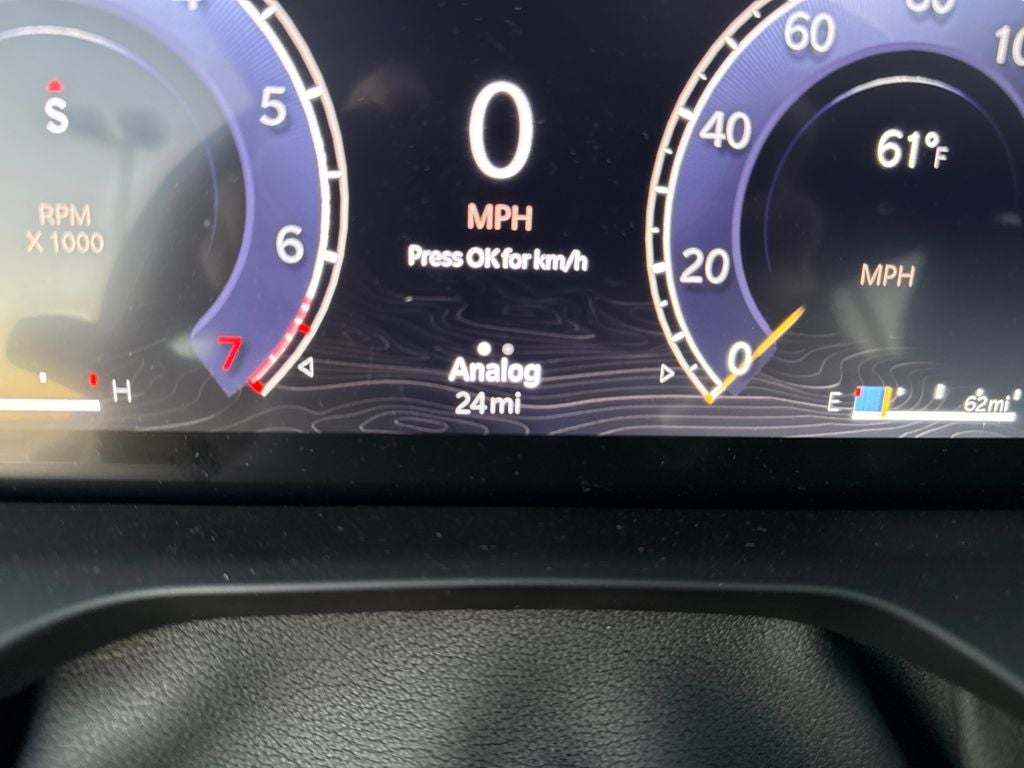 S
RPM
X 1000
5
6
7
H
0
MPH
Press OK for km/h
Analog
24mi
60
40
20
0
61°F
MPH
E
62mi